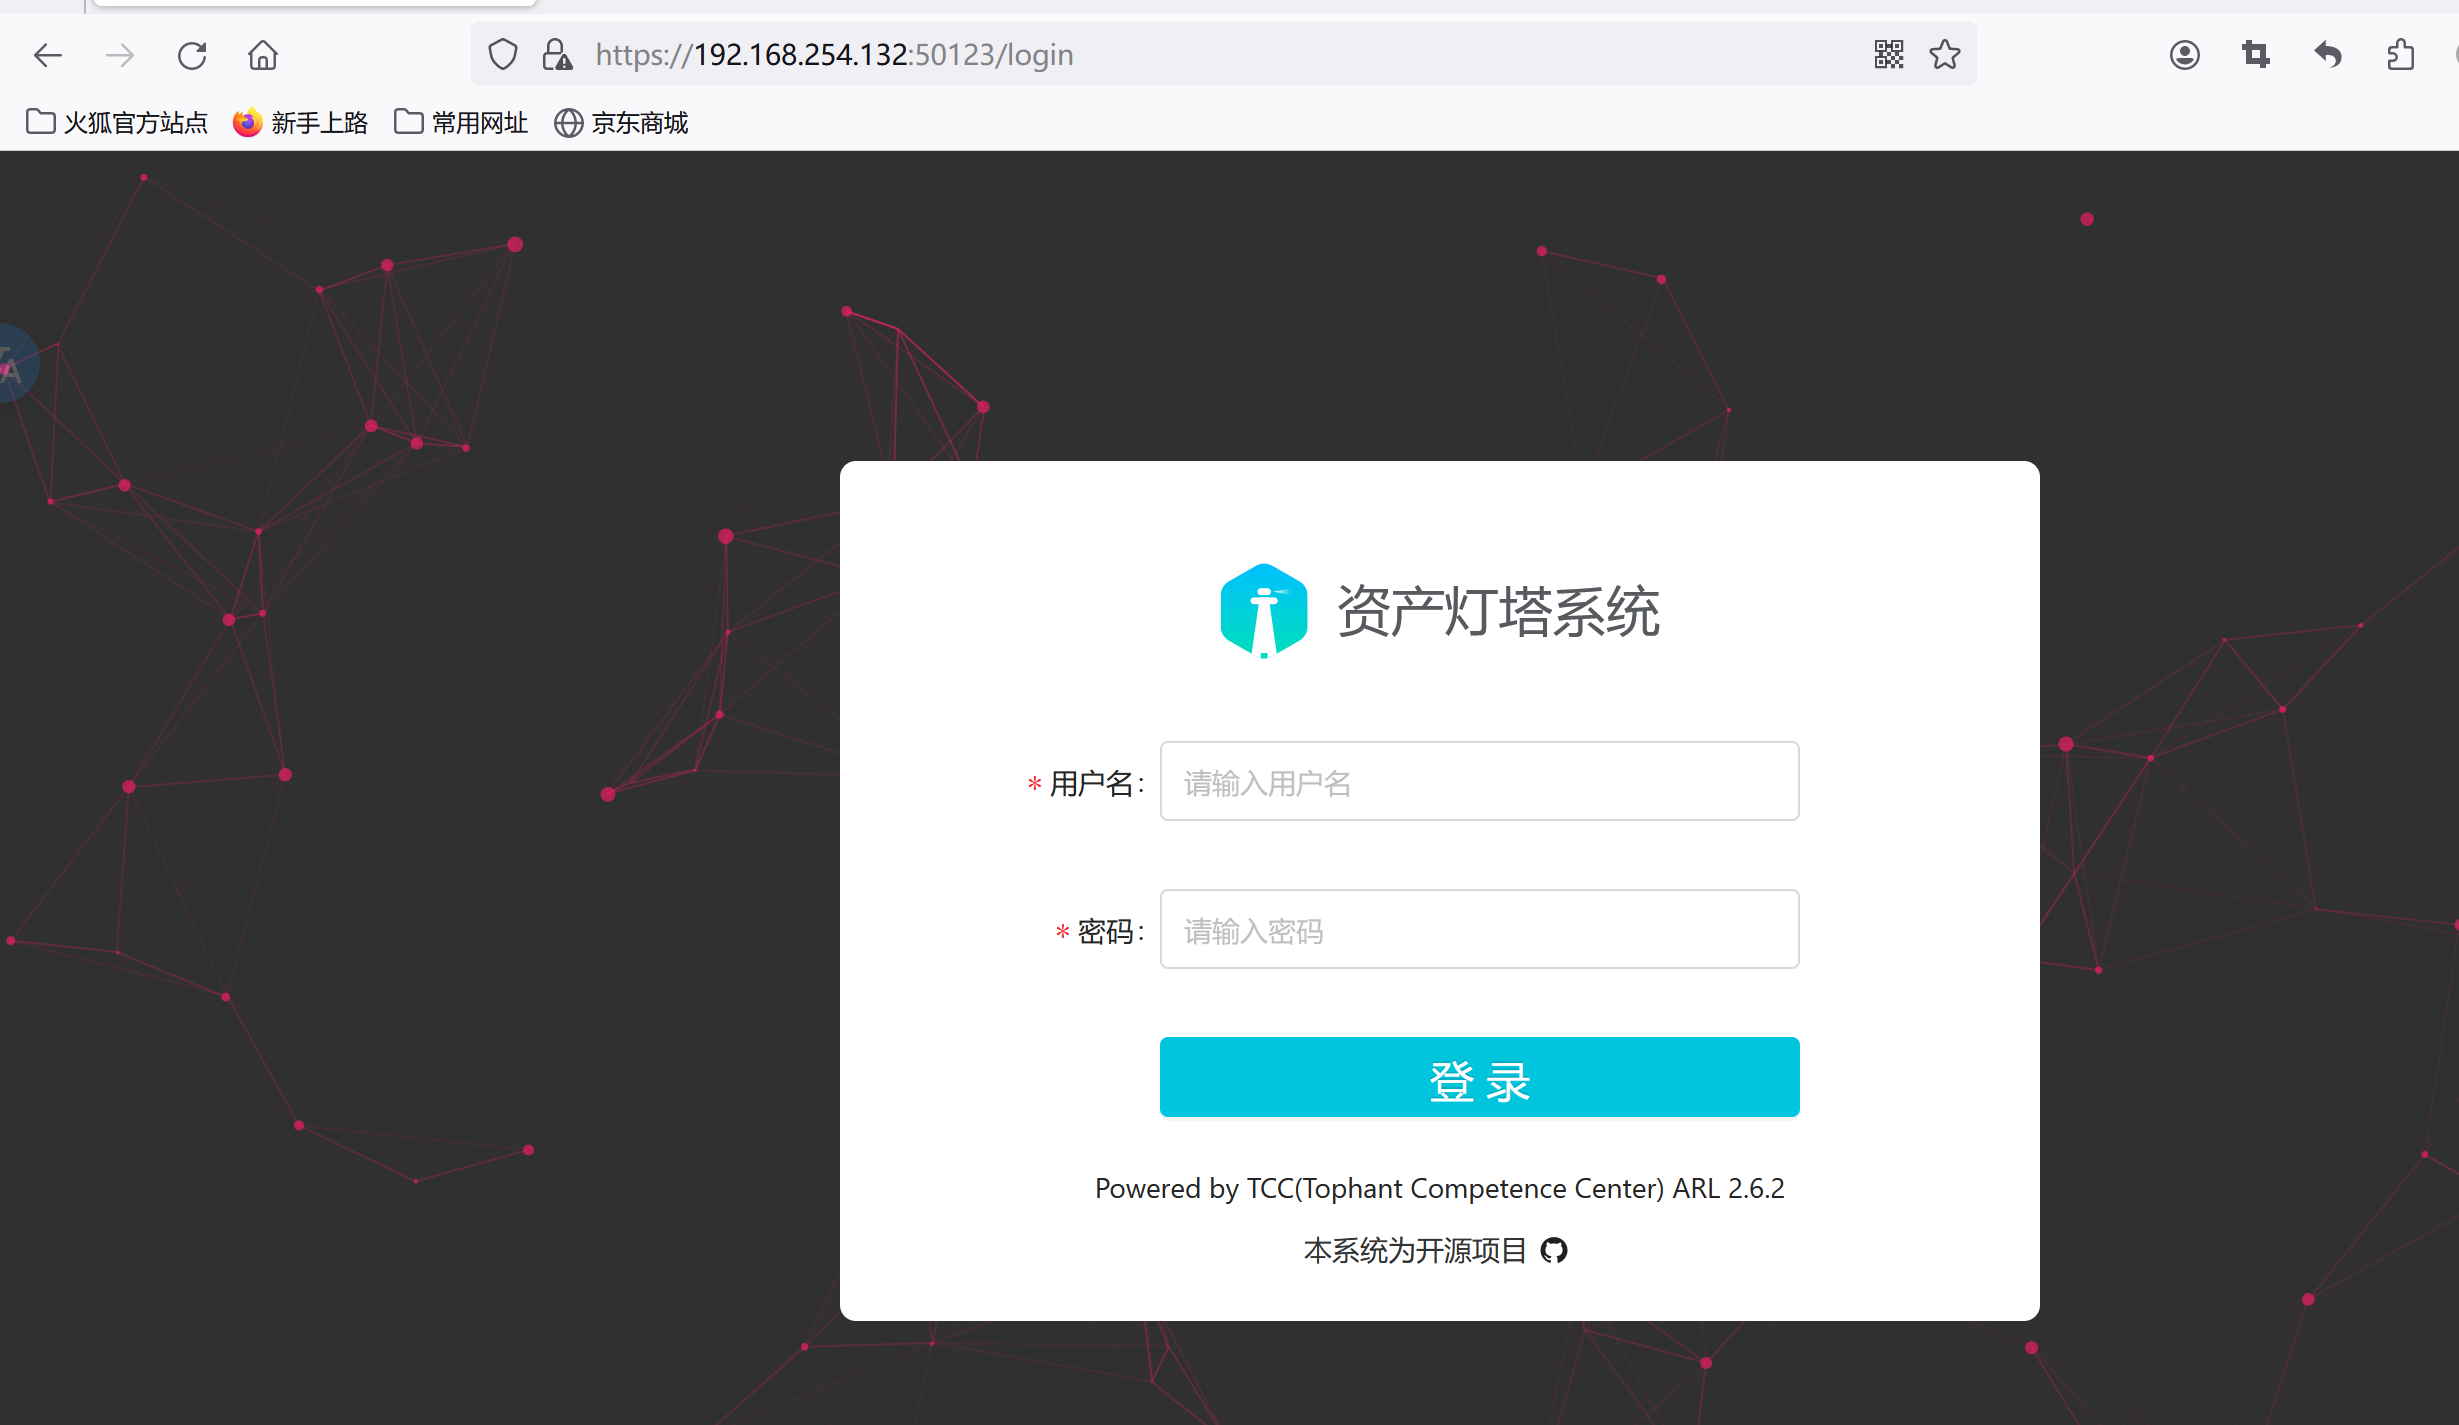 https://192.168.254.132:50123/login
火狐官方站点 新手上路 常用网址 京东商城
资产灯塔系统
* 用户名: 请输入用户名
* 密码: 请输入密码
登 录
Powered by TCC(Tophant Competence Center) ARL 2.6.2
本系统为开源项目